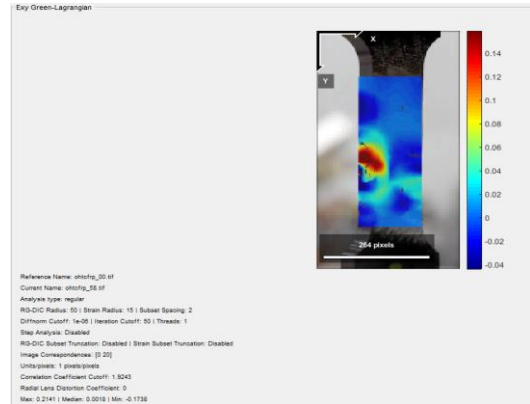 Exy Green-Lagrangian
X
Y
264 pixels
0.14
0.12
0.1
0.08
0.06
0.04
0.02
0
-0.02
-0.04
Reference Name: ohtcfrp_00.tif
Current Name: ohtcfrp_58.tif
Analysis type: regular
RG-DIC Radius: 50 | Strain Radius: 15 | Subset Spacing: 2
Diffnorm Cutoff: 1e-06 | Iteration Cutoff: 50 | Threads: 1
Step Analysis: Disabled
RG-DIC Subset Truncation: Disabled | Strain Subset Truncation: Disabled
Image Correspondences: [0 20]
Units/pixels: 1 pixels/pixels
Correlation Coefficient Cutoff: 1.9243
Radial Lens Distortion Coefficient: 0
Max: 0.2141 | Median: 0.0018 | Min: -0.1738